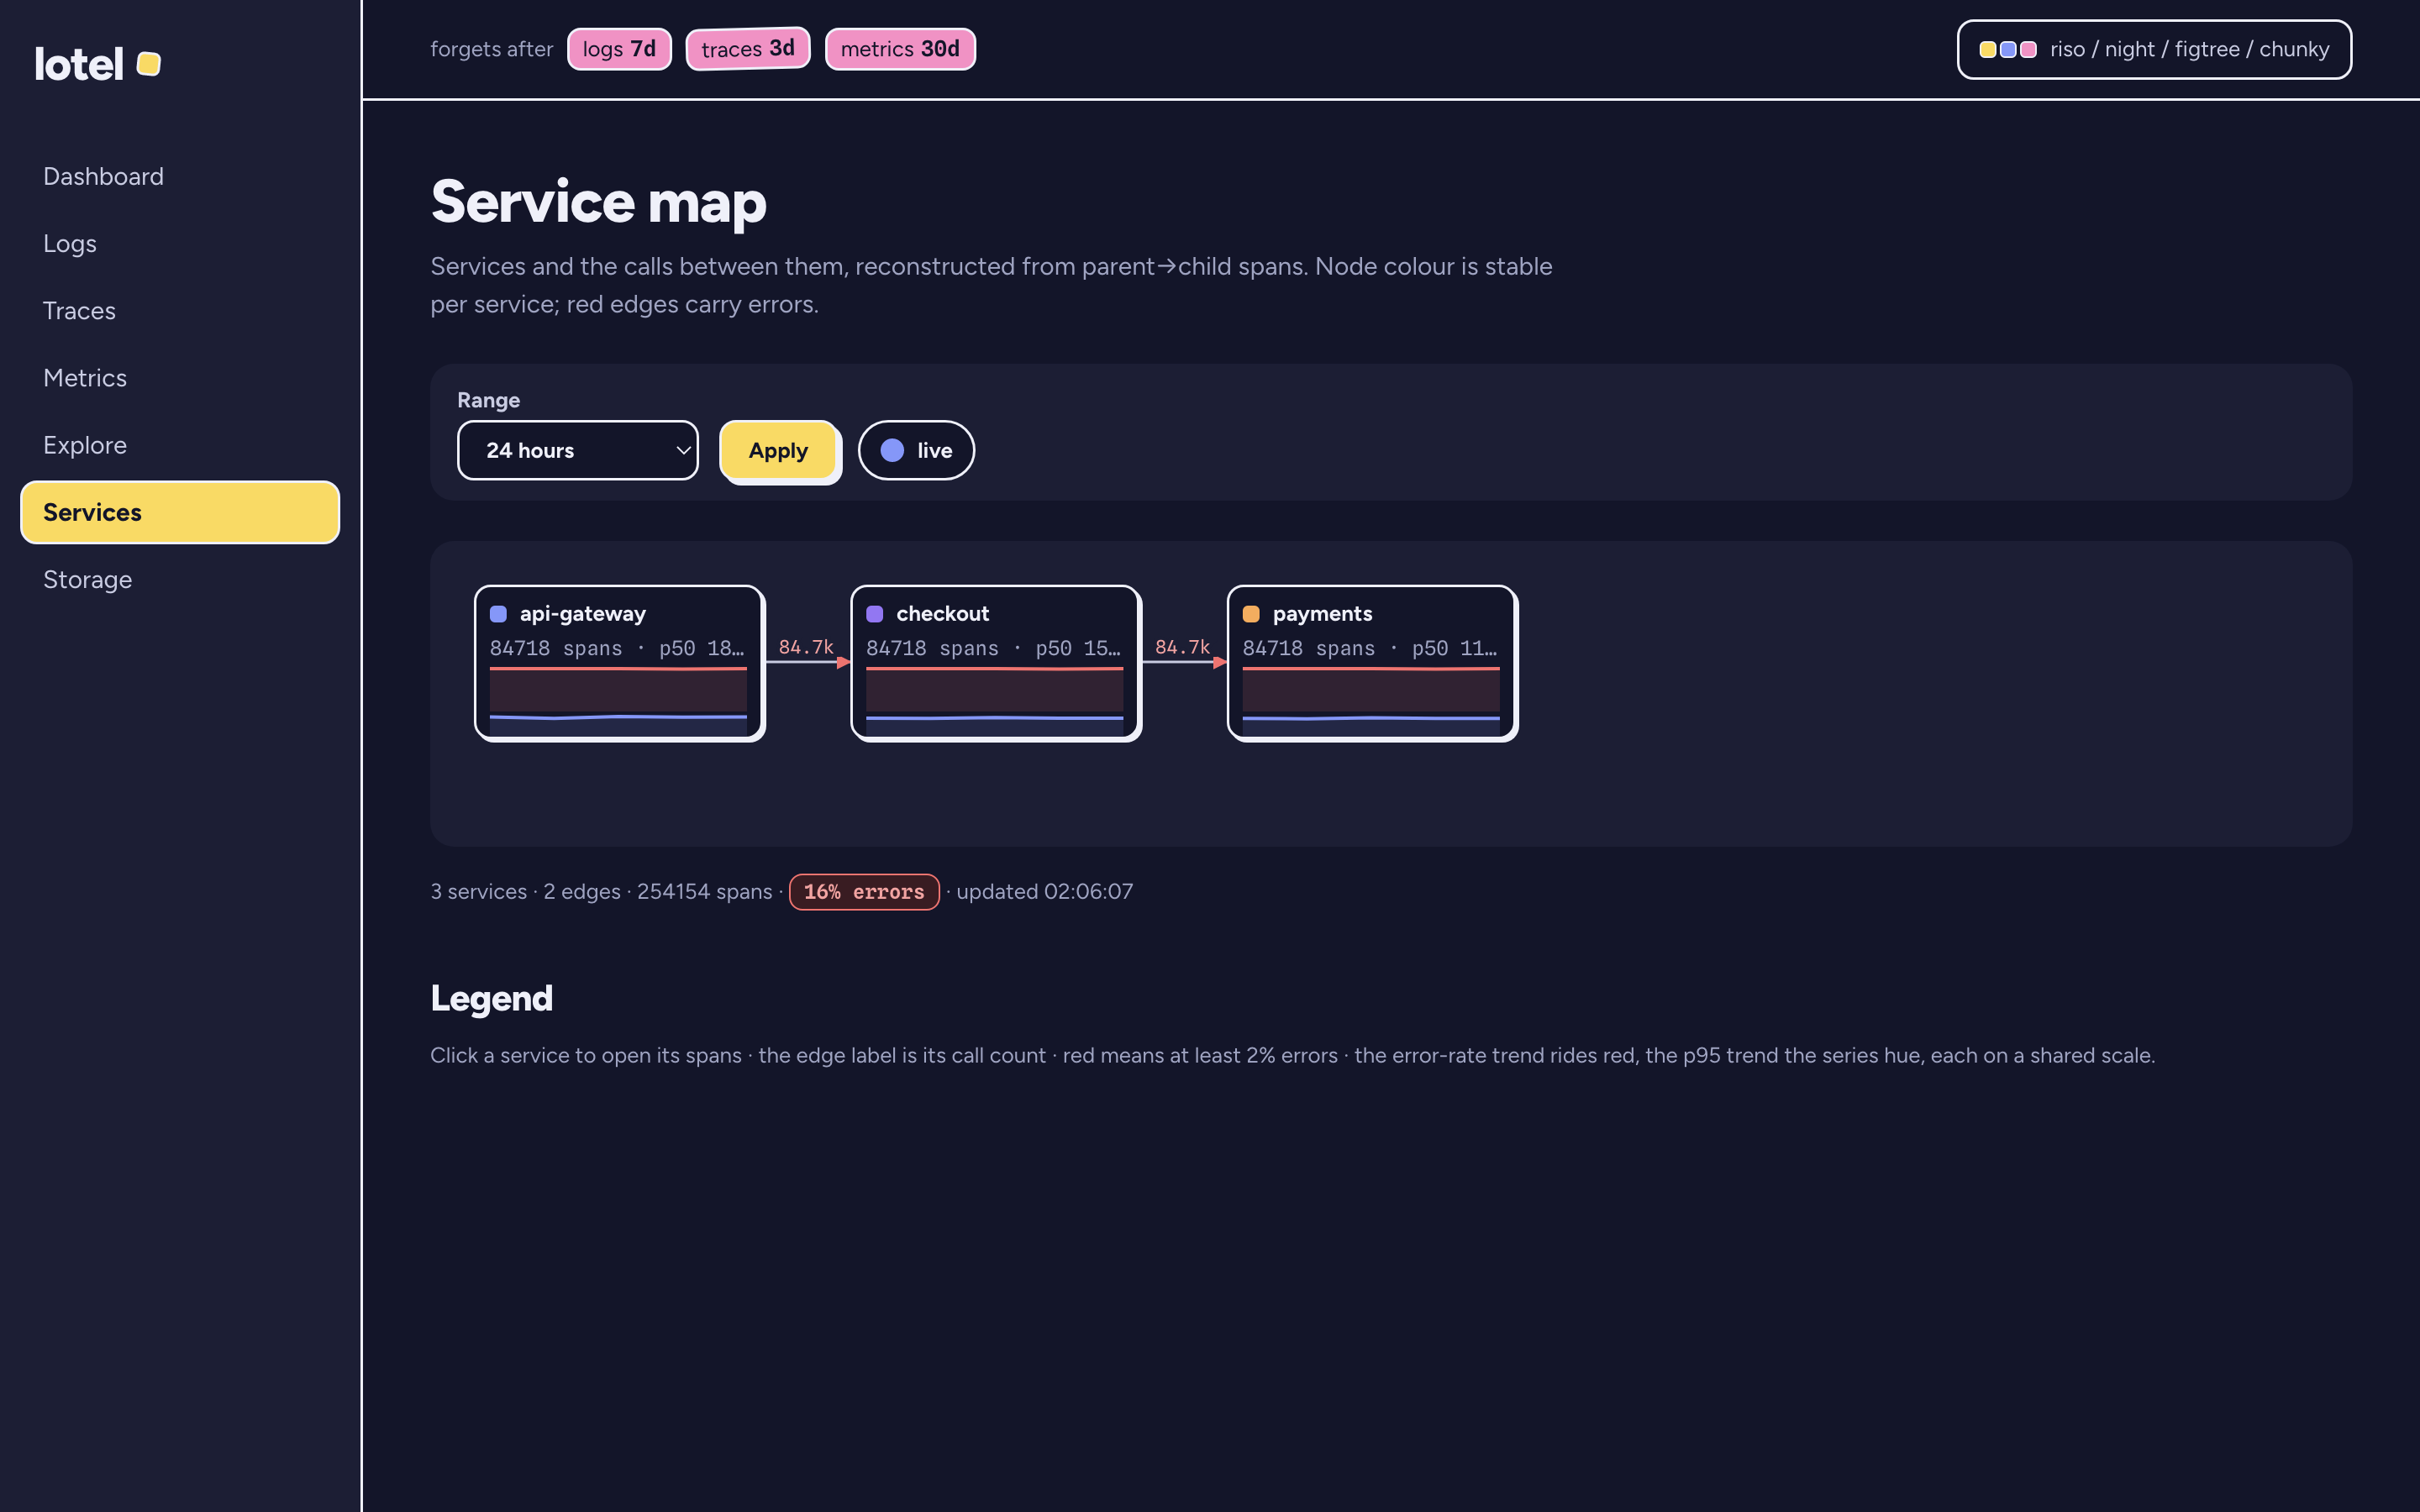 lotel
Dashboard
Logs
Traces
Metrics
Explore
Services
Storage
forgets after logs 7d traces 3d metrics 30d
riso / night / figtree / chunky
Service map
Services and the calls between them, reconstructed from parent→child spans. Node colour is stable
per service; red edges carry errors.
Range
24 hours Apply live
api-gateway
84718 spans · p50 18…
84.7k
checkout
84718 spans · p50 15…
84.7k
payments
84718 spans · p50 11…
3 services · 2 edges · 254154 spans · 16% errors · updated 02:06:07
Legend
Click a service to open its spans · the edge label is its call count · red means at least 2% errors · the error-rate trend rides red, the p95 trend the series hue, each on a shared scale.